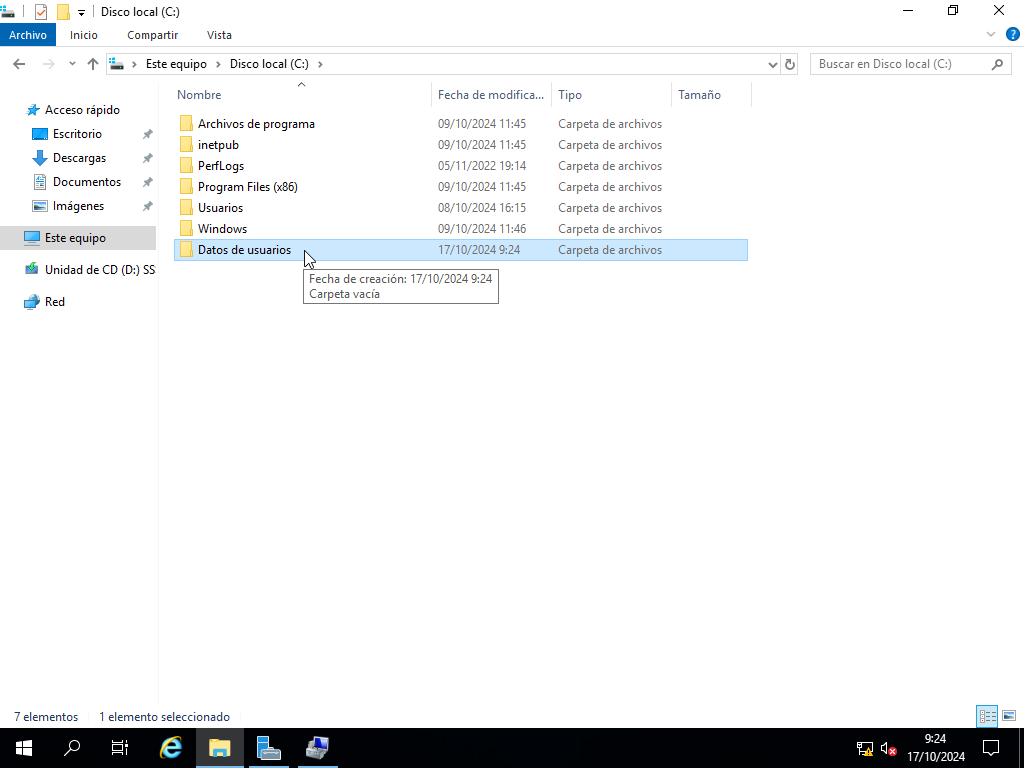 Disco local (C:)
Archivo Inicio Compartir Vista
Este equipo Disco local (C:) Buscar en Disco local (C:)
Nombre Fecha de modifica... Tipo Tamaño
Acceso rápido
Escritorio
Descargas
Documentos
Imágenes
Este equipo
Unidad de CD (D:) SS
Red
Archivos de programa 09/10/2024 11:45 Carpeta de archivos
inetpub 09/10/2024 11:45 Carpeta de archivos
PerfLogs 05/11/2022 19:14 Carpeta de archivos
Program Files (x86) 09/10/2024 11:45 Carpeta de archivos
Usuarios 08/10/2024 16:15 Carpeta de archivos
Windows 09/10/2024 11:46 Carpeta de archivos
Datos de usuarios 17/10/2024 9:24 Carpeta de archivos
Fecha de creación: 17/10/2024 9:24
Carpeta vacía
7 elementos 1 elemento seleccionado
9:24
17/10/2024